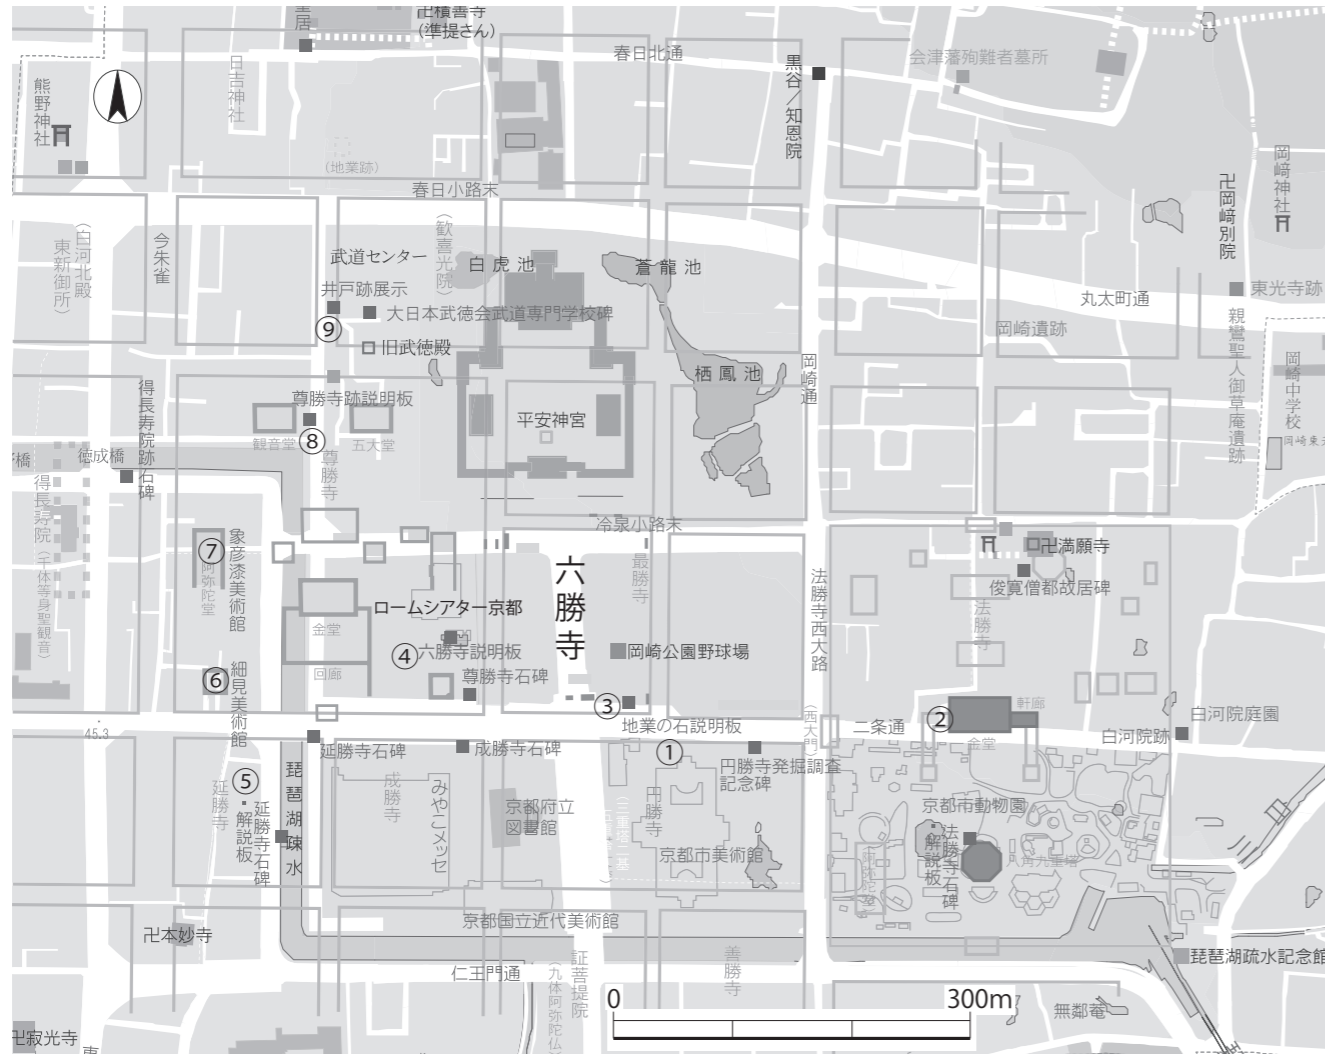 卍積善寺
(準提さん)
春日北通
黒谷／知恩院
会津藩殉難者墓所
熊野神社
日吉神社
(地業跡)
岡﨑神社
卍岡﨑別院
春日小路末
(白河北殿
東新御所)
今朱雀
武道センター
(歓喜光院)
白虎池
蒼龍池
井戸跡展示
⑨
大日本武徳会武道専門学校碑
旧武徳殿
丸太町通
東光寺跡
岡崎遺跡
親鸞聖人御草庵遺跡
岡崎中学校
栖鳳池
岡崎通
得長寿院跡石碑
尊勝寺跡説明板
⑧
観音堂
五大堂
尊勝寺
平安神宮
徳成橋
得長寿院
(千体等身聖観音)
冷泉小路末
象彦漆美術館
⑦
阿弥陀堂
六勝寺
最勝寺
卍満願寺
俊寛僧都故居碑
法勝寺
法勝寺西大路
ロームシアター京都
金堂
④
六勝寺説明板
岡崎公園野球場
回廊
尊勝寺石碑
⑥
細見美術館
③
地業の石説明板
(西大門)
二条通
②
軒廊
金堂
白河院庭園
白河院跡
45.3
延勝寺石碑
成勝寺石碑
①
円勝寺発掘調査
記念碑
⑤
延勝寺
延勝寺石碑
・解説板
琵琶湖疎水
成勝寺
みやこメッセ
京都府立
図書館
円勝寺
京都市美術館
京都市動物園
法勝寺石碑
・解説板
八角九重塔
阿弥陀堂
京都国立近代美術館
卍本妙寺
仁王門通
証菩提院
(九体阿弥陀仏)
善勝寺
琵琶湖疏水記念館
無鄰菴
0
300m
卍寂光寺